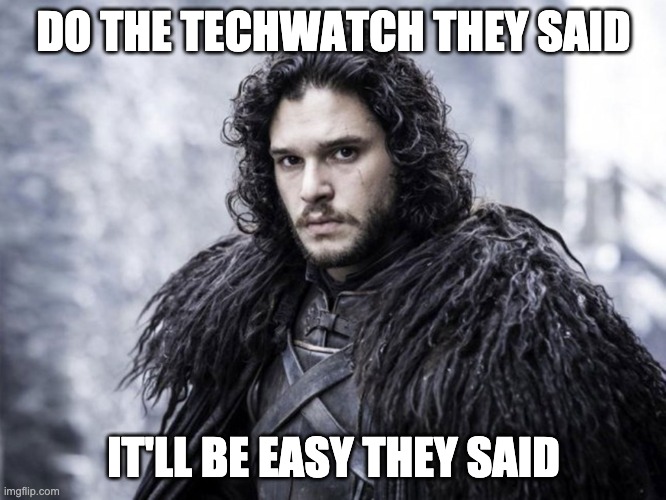 DO THE TECHWATCH THEY SAID
IT'LL BE EASY THEY SAID
imgflip.com